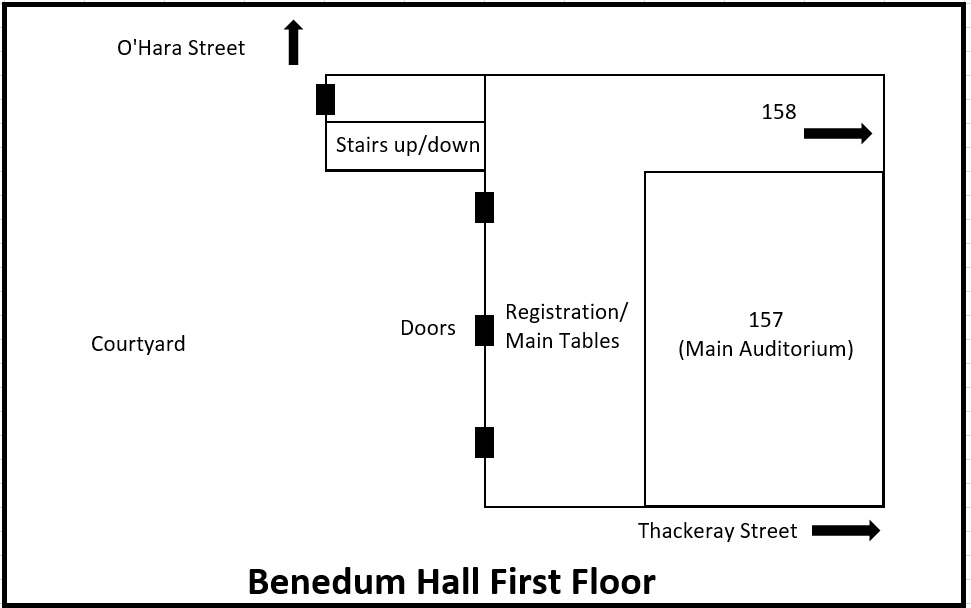 O'Hara Street
158
Stairs up/down
Registration/
Main Tables
Doors
Courtyard
157
(Main Auditorium)
Thackeray Street
Benedum Hall First Floor